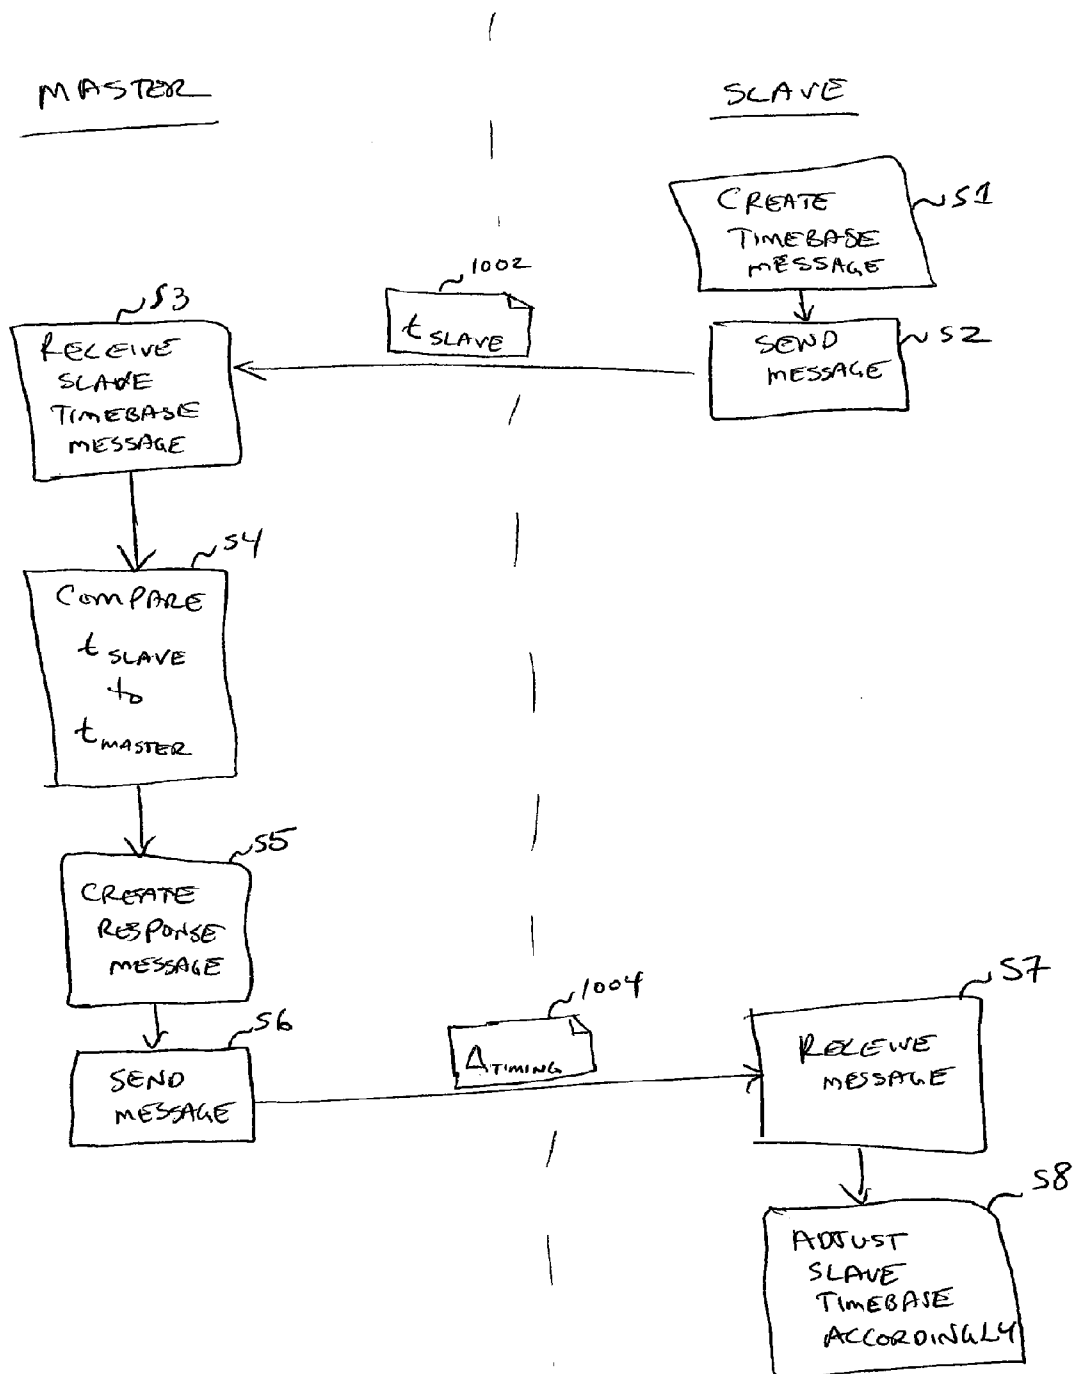 MASTER
SLAVE
CREATE
TIMEBASE
MESSAGE
S1
SEND
MESSAGE
S2
1002
t SLAVE
S3
RECEIVE
SLAVE
TIMEBASE
MESSAGE
S4
COMPARE
t SLAVE
to
t MASTER
S5
CREATE
RESPONSE
MESSAGE
S6
SEND
MESSAGE
1004
Δ TIMING
S7
RECEIVE
MESSAGE
S8
ADJUST
SLAVE
TIMEBASE
ACCORDINGLY